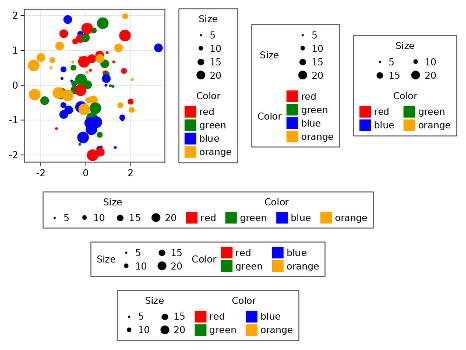 2
1
0
−1
−2
−2 0 2
Size
5
10
15
20
Color
red
green
blue
orange
Size
5
10
15
20
Color
red
green
blue
orange
Size
5 10
15 20
Color
red green
blue orange
Size Color
5 10 15 20 red green blue orange
Size 5 15 Color red blue
10 20 green orange
Size Color
5 15 red blue
10 20 green orange